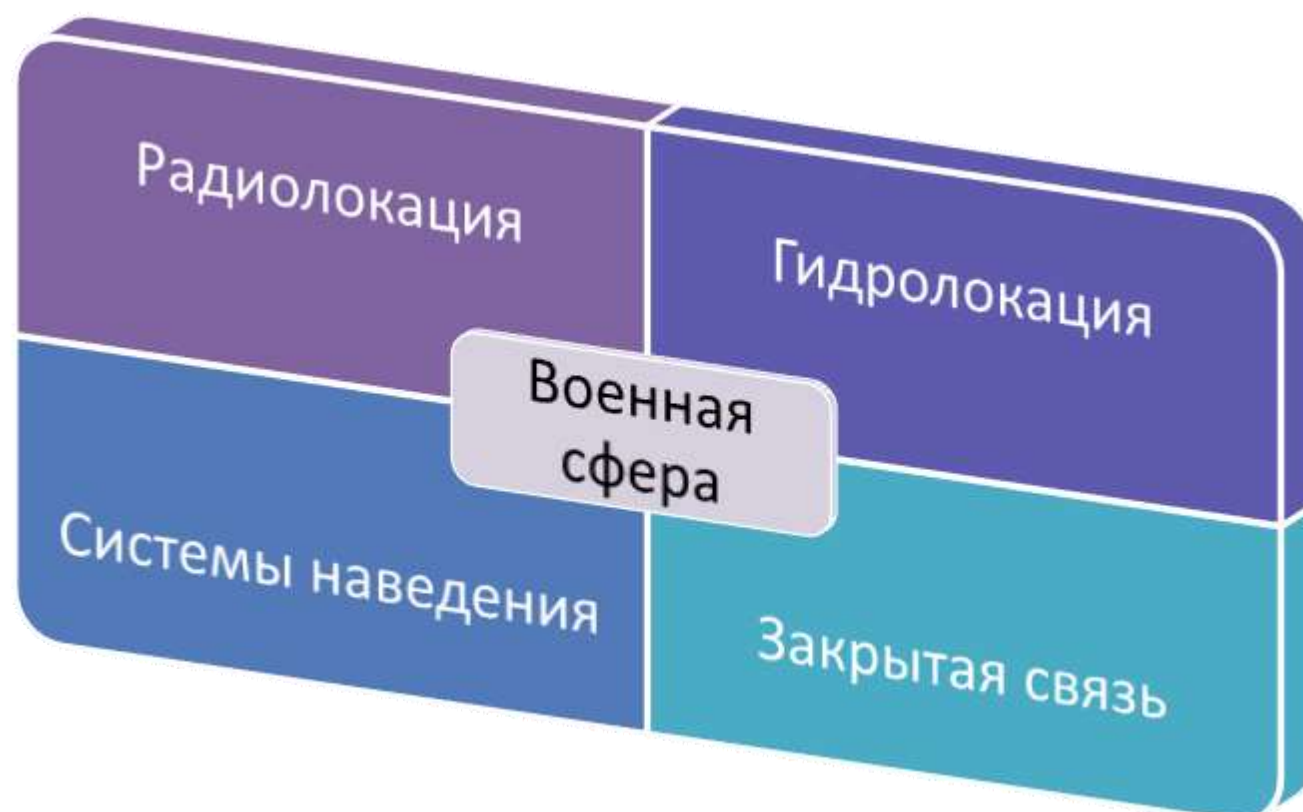 Радиолокация
Гидролокация
Военная
сфера
Системы наведения
Закрытая связь